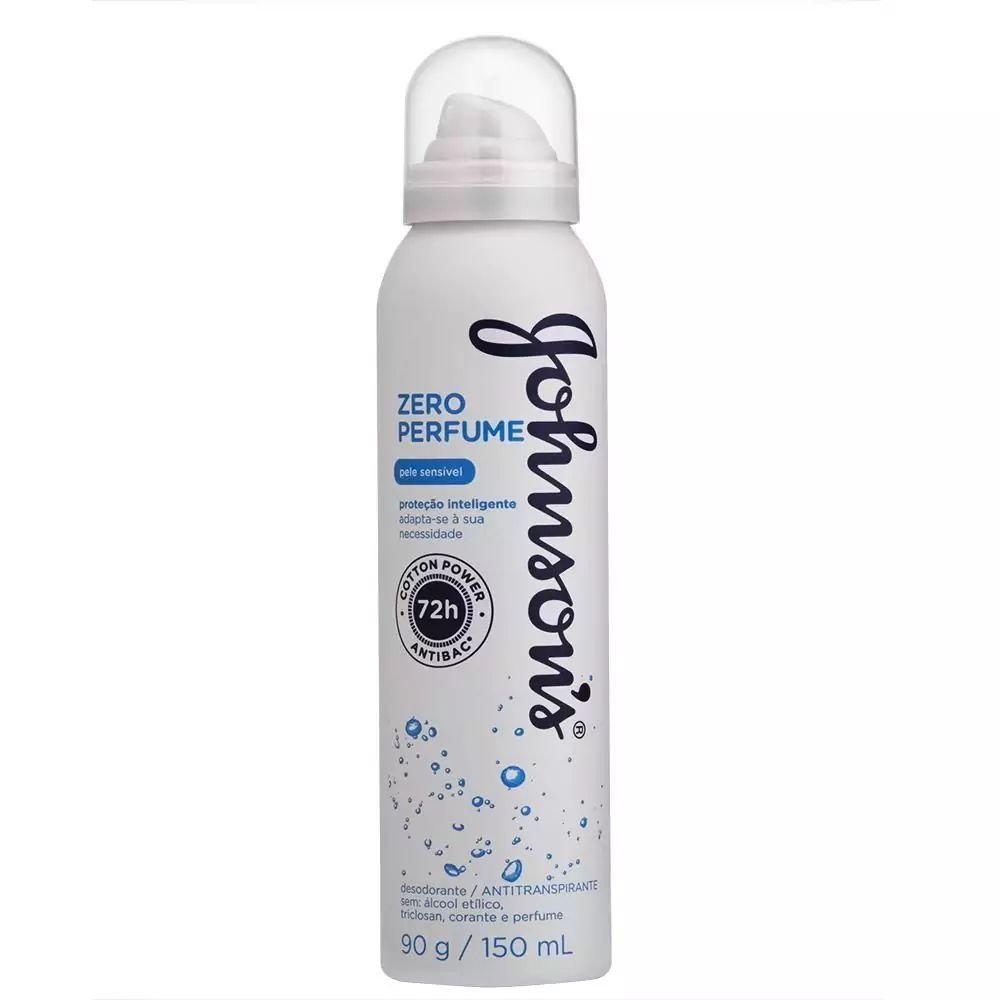 Johnson's®
ZERO
PERFUME
pele sensível
proteção inteligente
adapta-se à sua
necessidade
COTTON POWER
72h
ANTIBAC*
desodorante / ANTITRANSPIRANTE
sem: álcool etílico,
triclosan, corante e perfume
90 g / 150 mL